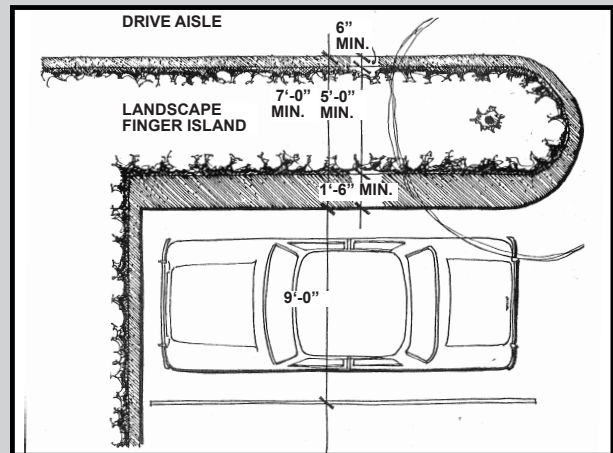 DRIVE AISLE
6”
MIN.
7‘-0” 5’-0”
MIN. MIN.
LANDSCAPE
FINGER ISLAND
1‘-6” MIN.
9‘-0”